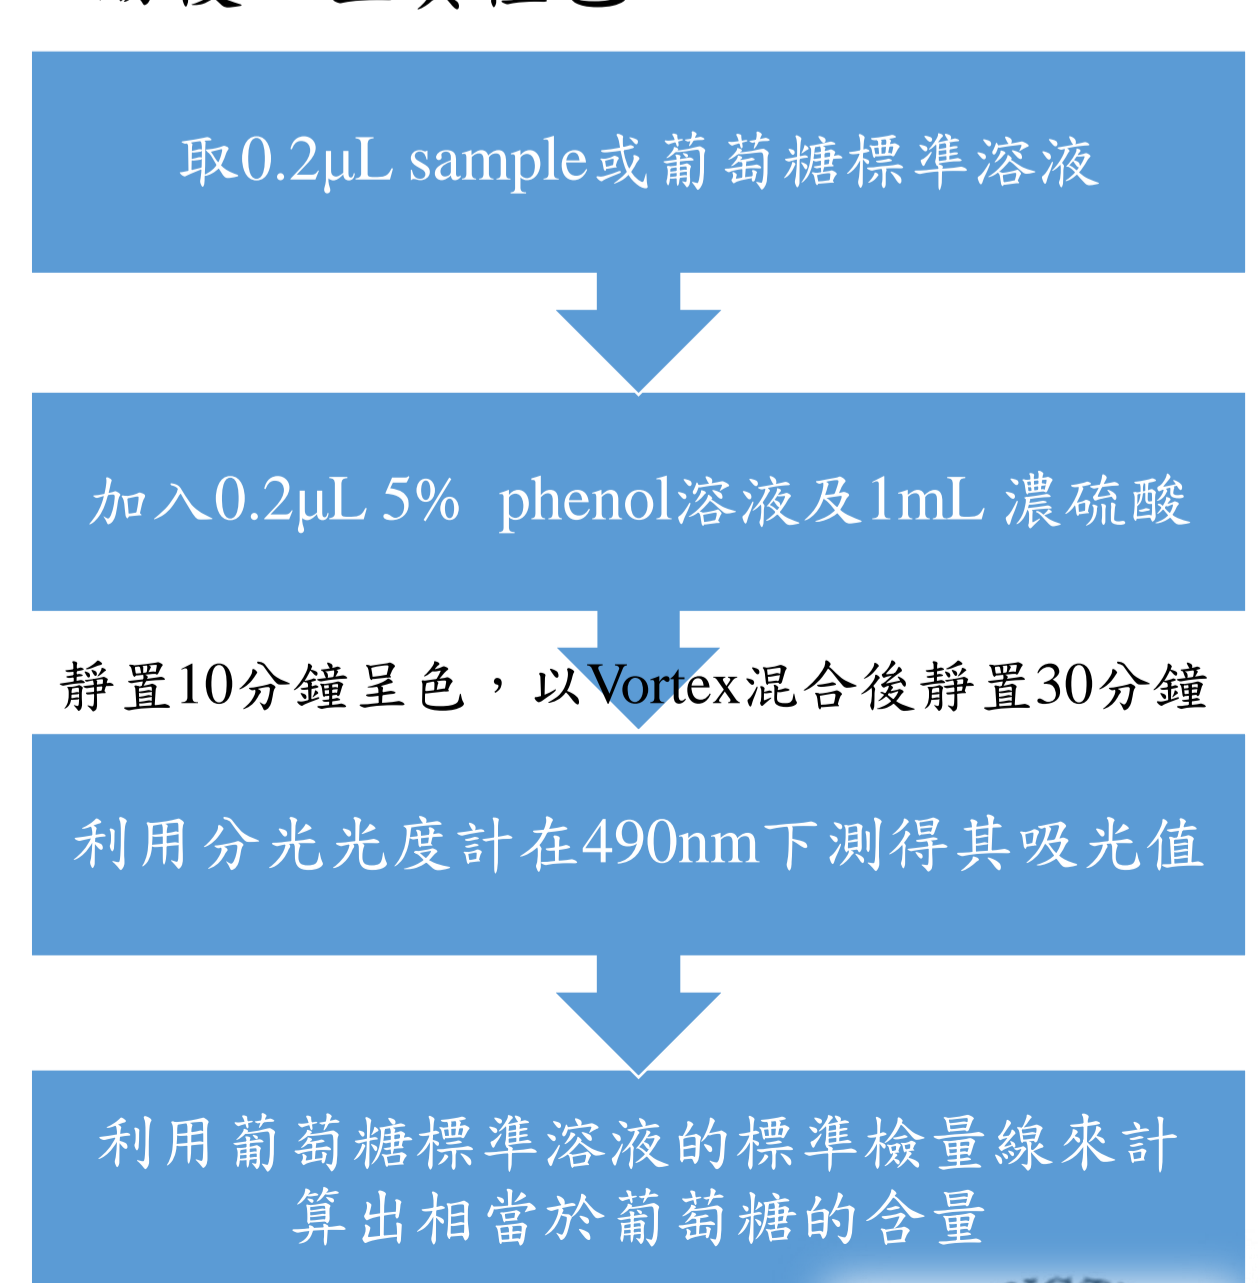 取0.2μL sample或葡萄糖標準溶液
加入0.2μL 5% phenol溶液及1mL 濃硫酸
靜置10分鐘呈色，以Vortex混合後靜置30分鐘
利用分光光度計在490nm下測得其吸光值
利用葡萄糖標準溶液的標準檢量線來計
算出相當於葡萄糖的含量